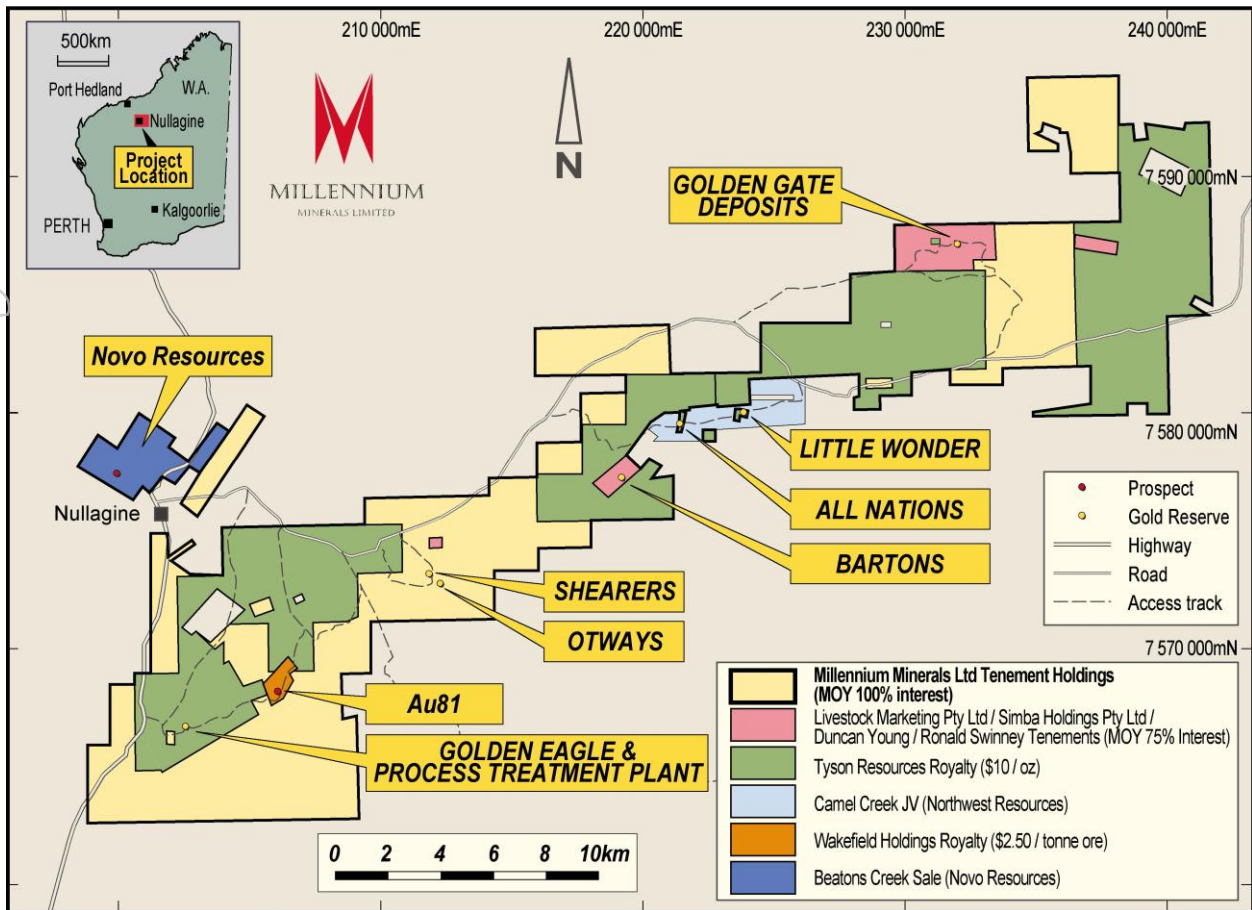 210 000mE
220 000mE
230 000mE
240 000mE
500km
Port Hedland
W.A.
Nullagine
Project
Location
Kalgoorlie
PERTH
MILLENNIUM
MINERALS LIMITED
N
7 590 000mN
GOLDEN GATE
DEPOSITS
Novo Resources
7 580 000mN
LITTLE WONDER
Nullagine
ALL NATIONS
BARTONS
Prospect
Gold Reserve
Highway
Road
Access track
SHEARERS
OTWAYS
7 570 000mN
Au81
GOLDEN EAGLE &
PROCESS TREATMENT PLANT
Millennium Minerals Ltd Tenement Holdings
(MOY 100% interest)
Livestock Marketing Pty Ltd / Simba Holdings Pty Ltd /
Duncan Young / Ronald Swinney Tenements (MOY 75% Interest)
Tyson Resources Royalty ($10 / oz)
Camel Creek JV (Northwest Resources)
Wakefield Holdings Royalty ($2.50 / tonne ore)
Beatons Creek Sale (Novo Resources)
0 2 4 6 8 10km